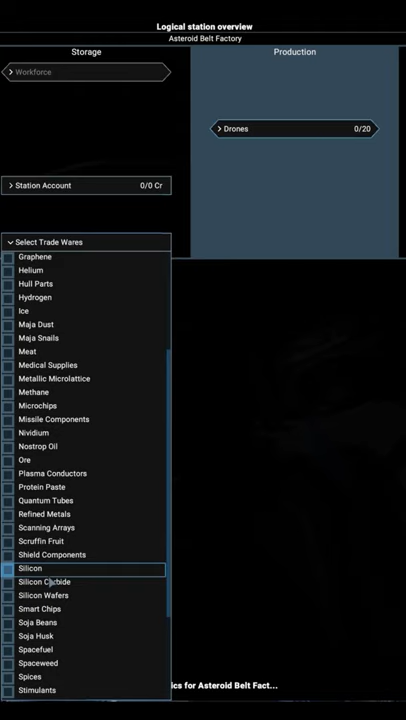 Logical station overview
Asteroid Belt Factory
Storage
Production
Workforce
Drones 0/20
Station Account 0/0 Cr
Select Trade Wares
Graphene
Helium
Hull Parts
Hydrogen
Ice
Maja Dust
Maja Snails
Meat
Medical Supplies
Metallic Microlattice
Methane
Microchips
Missile Components
Nividium
Nostrop Oil
Ore
Plasma Conductors
Protein Paste
Quantum Tubes
Refined Metals
Scanning Arrays
Scruffin Fruit
Shield Components
Silicon
Silicon Carbide
Silicon Wafers
Smart Chips
Soja Beans
Soja Husk
Spacefuel
Spaceweed
Spices
Stimulants
ics for Asteroid Belt Fact...